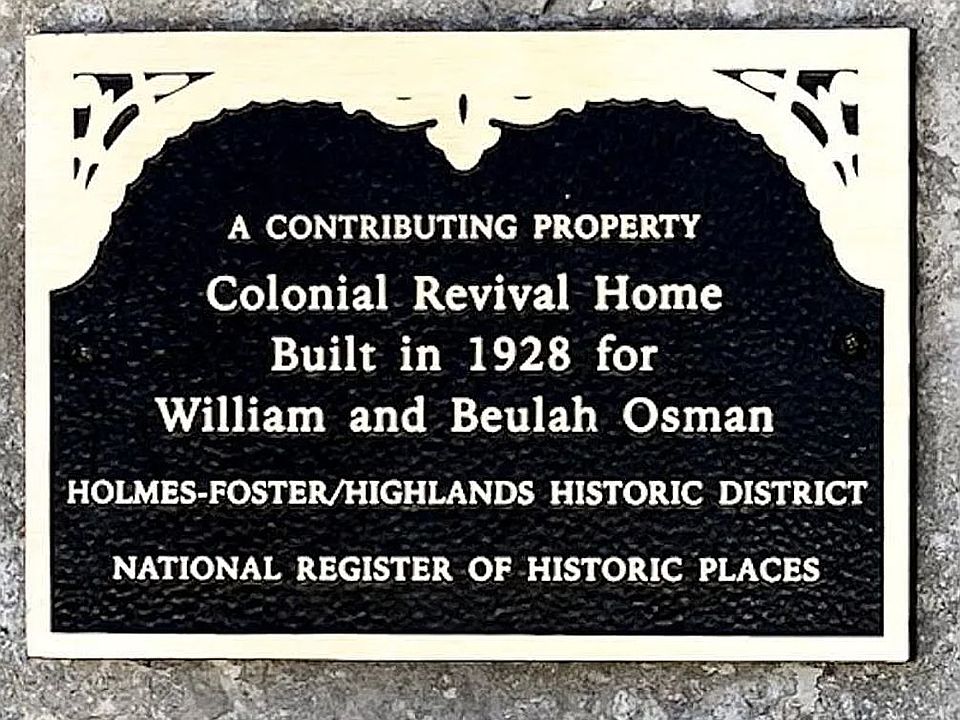 A CONTRIBUTING PROPERTY
Colonial Revival Home
Built in 1928 for
William and Beulah Osman
HOLMES-FOSTER/HIGHLANDS HISTORIC DISTRICT
NATIONAL REGISTER OF HISTORIC PLACES